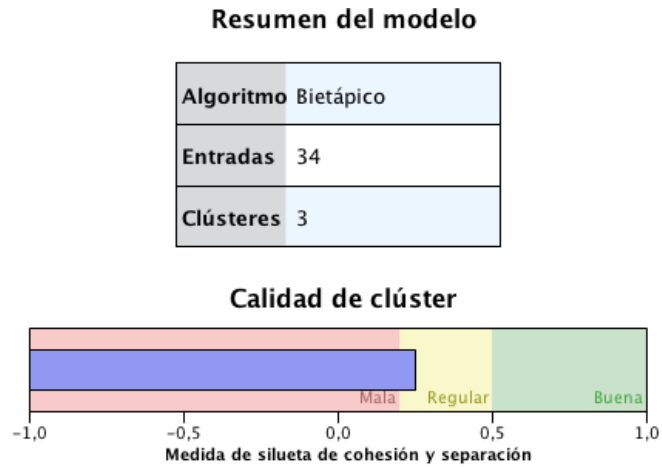 Resumen del modelo
Algoritmo Bietápico
Entradas 34
Clústeres 3
Calidad de clúster
Mala Regular Buena
-1,0 -0,5 0,0 0,5 1,0
Medida de silueta de cohesión y separación